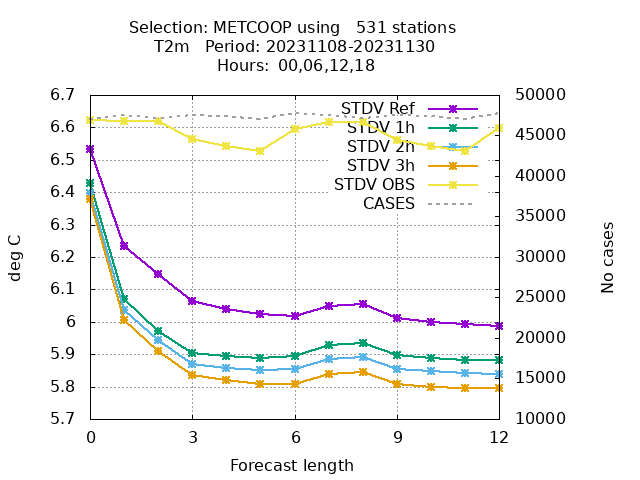 Selection: METCOOP using   531 stations
T2m   Period: 20231108-20231130
Hours:  00,06,12,18
6.7
6.6
6.5
6.4
6.3
6.2
6.1
6
5.9
5.8
5.7
deg C
STDV Ref
STDV 1h
STDV 2h
STDV 3h
STDV OBS
CASES
50000
45000
40000
35000
30000
25000
20000
15000
10000
No cases
0 3 6 9 12
Forecast length